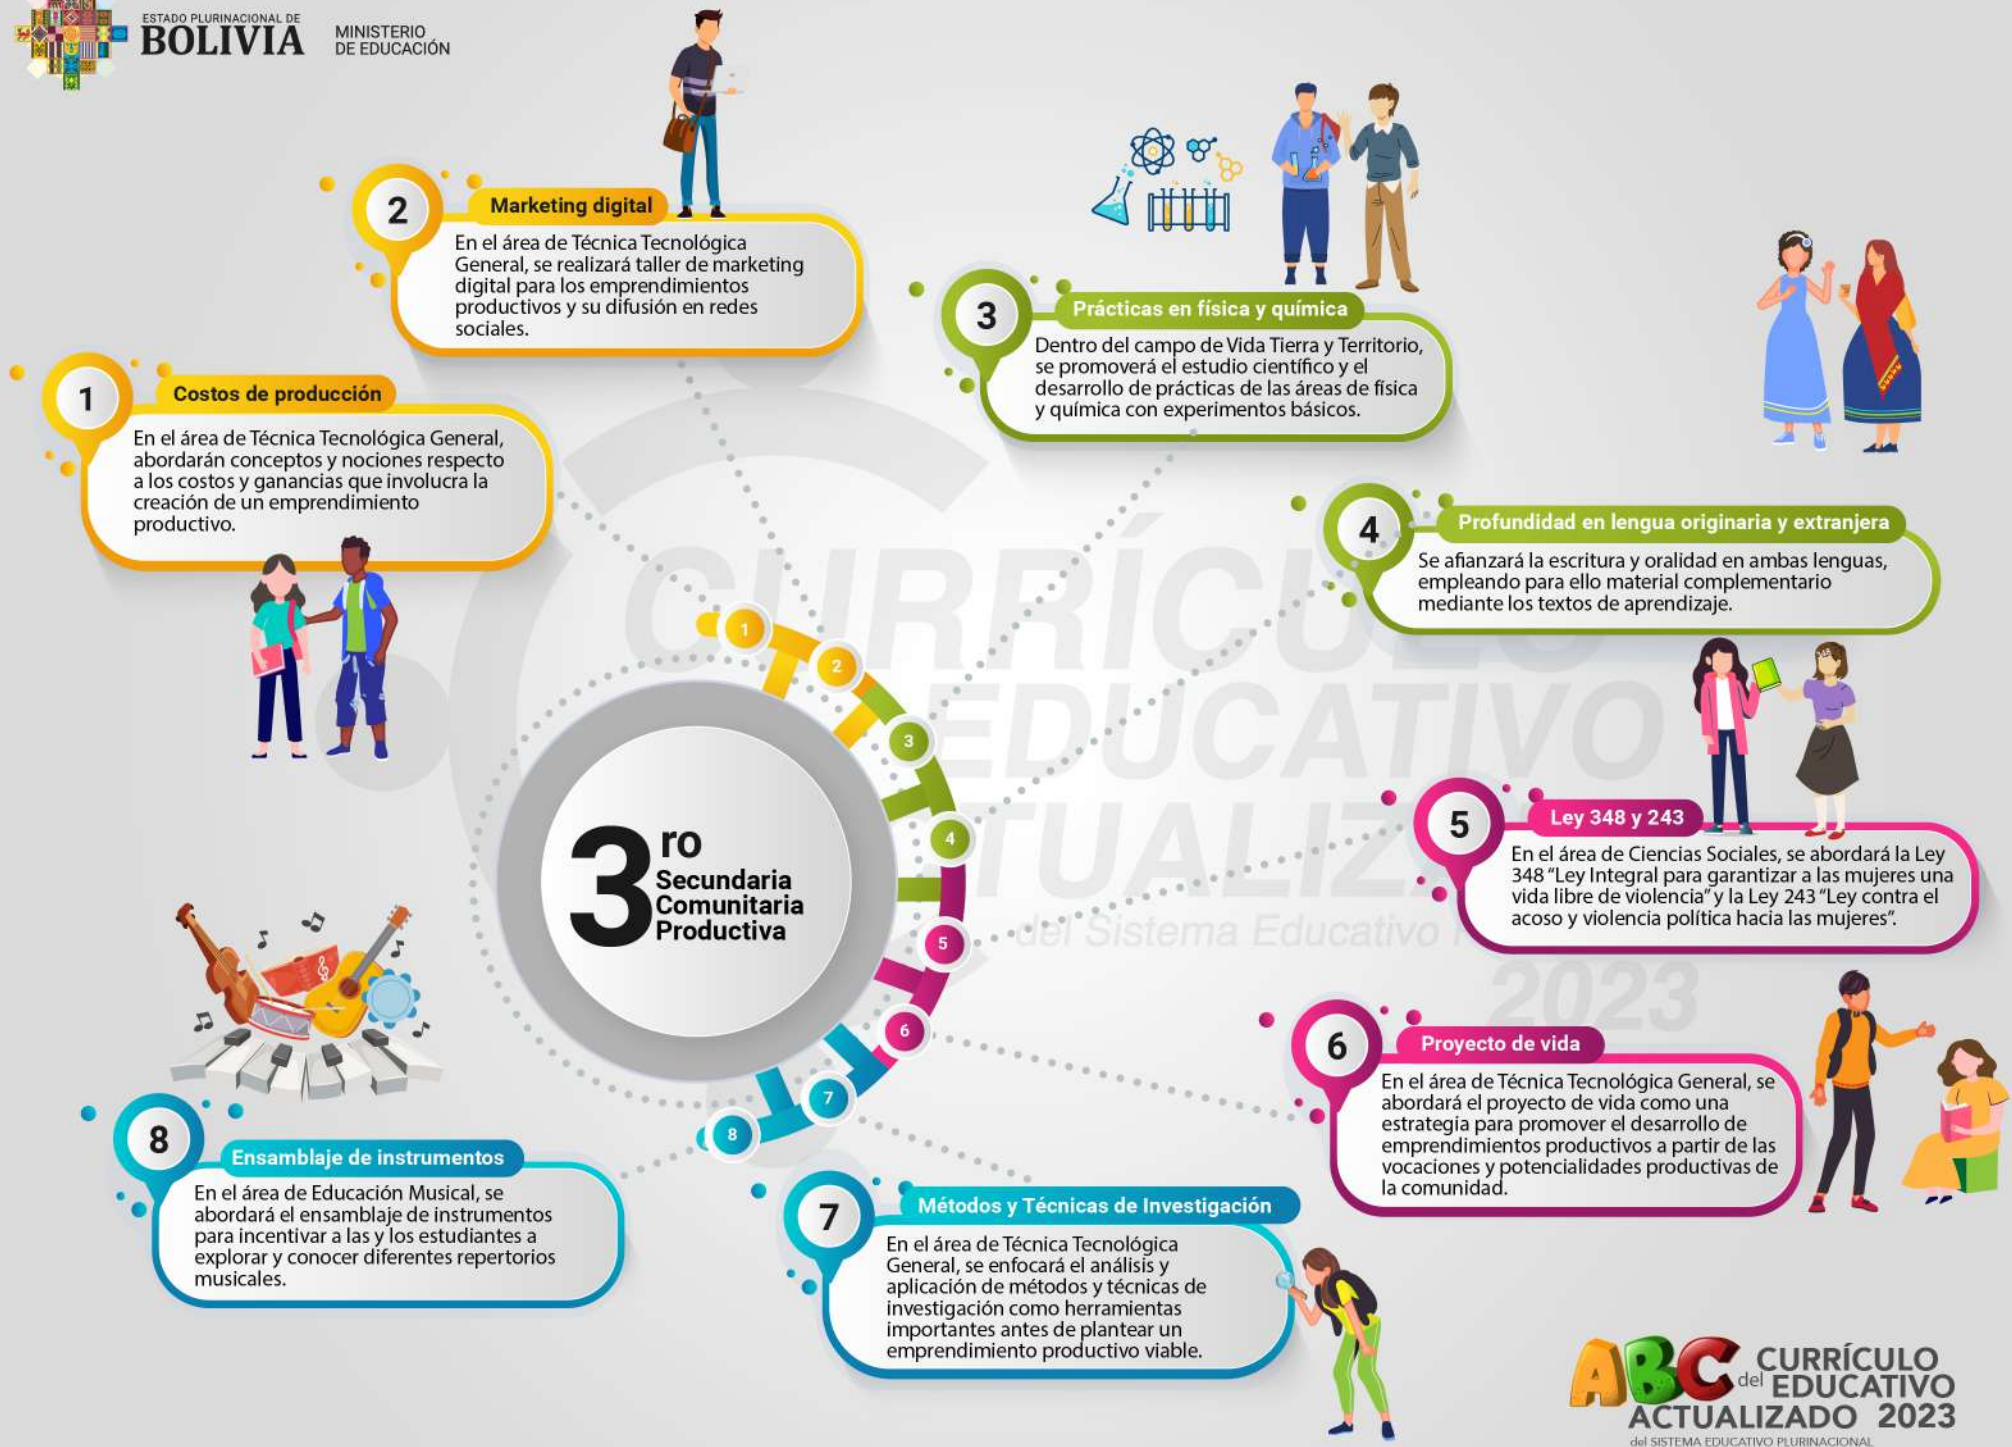 ESTADO PLURINACIONAL DE
BOLIVIA
MINISTERIO
DE EDUCACIÓN
1
Costos de producción
En el área de Técnica Tecnológica General,
abordarán conceptos y nociones respecto
a los costos y ganancias que involucra la
creación de un emprendimiento
productivo.
2
Marketing digital
En el área de Técnica Tecnológica
General, se realizará taller de marketing
digital para los emprendimientos
productivos y su difusión en redes
sociales.
3
Prácticas en física y química
Dentro del campo de Vida Tierra y Territorio,
se promoverá el estudio científico y el
desarrollo de prácticas de las áreas de física
y química con experimentos básicos.
4
Profundidad en lengua originaria y extranjera
Se afianzará la escritura y oralidad en ambas lenguas,
empleando para ello material complementario
mediante los textos de aprendizaje.
5
Ley 348 y 243
En el área de Ciencias Sociales, se abordará la Ley
348 “Ley Integral para garantizar a las mujeres una
vida libre de violencia” y la Ley 243 “Ley contra el
acoso y violencia política hacia las mujeres”.
6
Proyecto de vida
En el área de Técnica Tecnológica General, se
abordará el proyecto de vida como una
estrategia para promover el desarrollo de
emprendimientos productivos a partir de las
vocaciones y potencialidades productivas de
la comunidad.
7
Métodos y Técnicas de Investigación
En el área de Técnica Tecnológica
General, se enfocará el análisis y
aplicación de métodos y técnicas de
investigación como herramientas
importantes antes de plantear un
emprendimiento productivo viable.
8
Ensamblaje de instrumentos
En el área de Educación Musical, se
abordará el ensamblaje de instrumentos
para incentivar a las y los estudiantes a
explorar y conocer diferentes repertorios
musicales.
3ro
Secundaria
Comunitaria
Productiva
1
2
3
4
5
6
7
8
EDUCATIVO
del Sistema Educativo
2023
ABC
del CURRÍCULO
EDUCATIVO
ACTUALIZADO 2023
del SISTEMA EDUCATIVO PLURINACIONAL